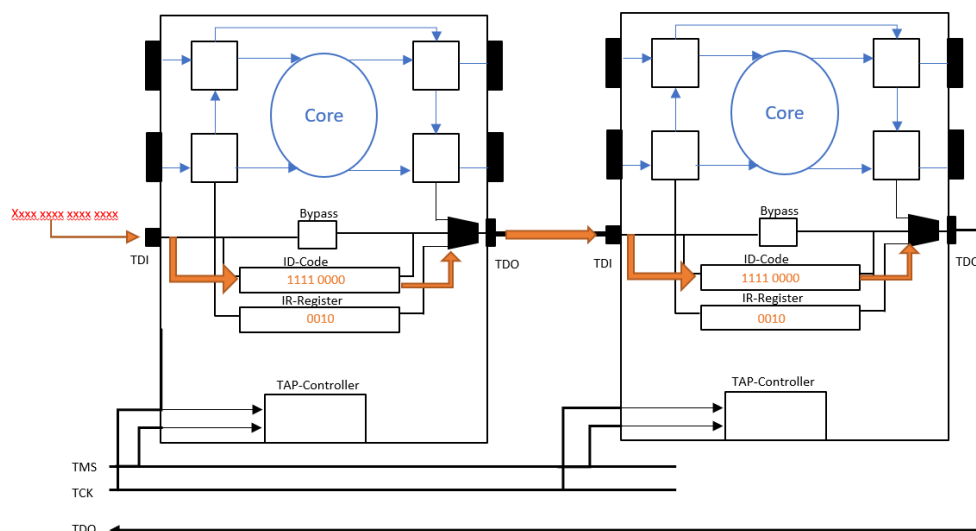 Core
Core
Xxxx xxxx xxxx xxxx
Bypass
Bypass
TDI
TDO
TDI
TDO
ID-Code
ID-Code
1111 0000
1111 0000
IR-Register
IR-Register
0010
0010
TAP-Controller
TAP-Controller
TMS
TCK
TDO